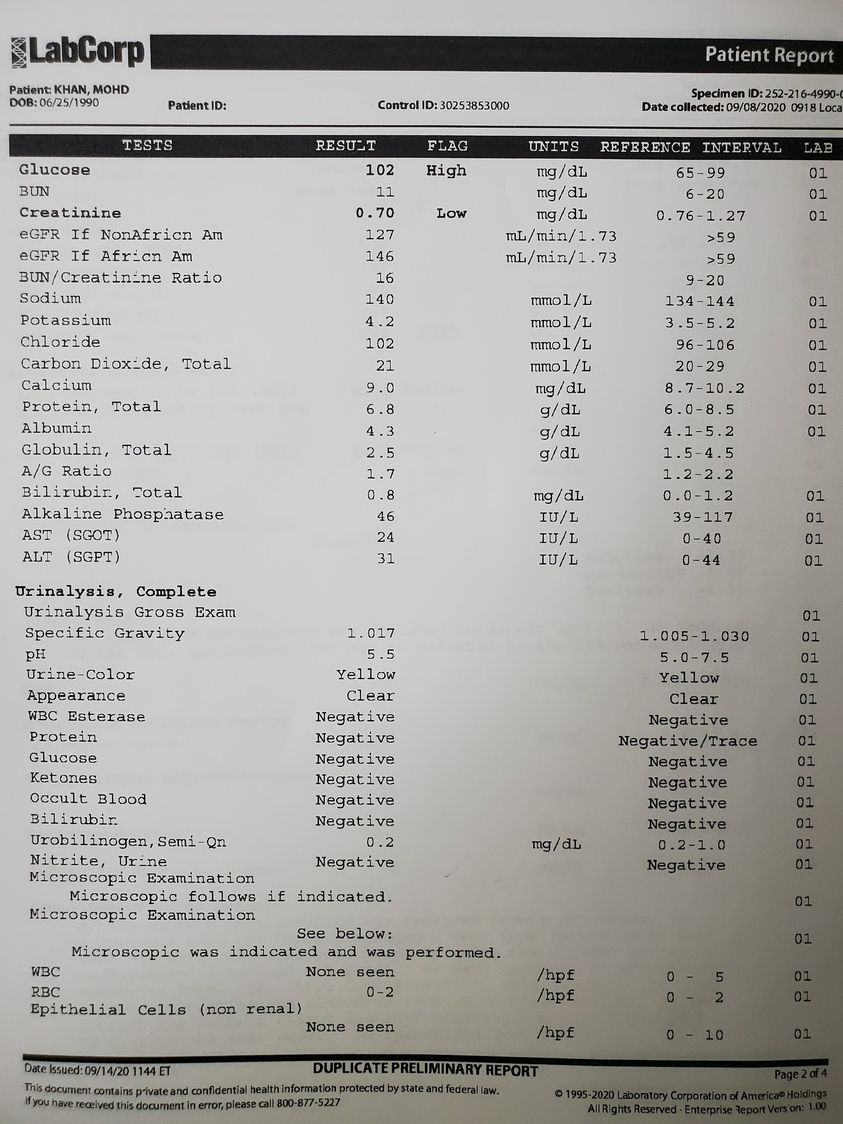 LabCorp
Patient Report
Patient: KHAN, MOHD
DOB: 06/25/1990
Patient ID:
Control ID: 30253853000
Specimen ID: 252-216-4990-
Date collected: 09/08/2020 0918 Loca
TESTS RESULT FLAG UNITS REFERENCE INTERVAL LAB
Glucose 102 High mg/dL 65-99 01
BUN 11 mg/dL 6-20 01
Creatinine 0.70 Low mg/dL 0.76-1.27 01
eGFR If NonAfricn Am 127 mL/min/1.73 >59
eGFR If Africn Am 146 mL/min/1.73 >59
BUN/Creatinine Ratio 16 9-20
Sodium 140 mmol/L 134-144 01
Potassium 4.2 mmol/L 3.5-5.2 01
Chloride 102 mmol/L 96-106 01
Carbon Dioxide, Total 21 mmol/L 20-29 01
Calcium 9.0 mg/dL 8.7-10.2 01
Protein, Total 6.8 g/dL 6.0-8.5 01
Albumin 4.3 g/dL 4.1-5.2 01
Globulin, Total 2.5 g/dL 1.5-4.5
A/G Ratio 1.7 1.2-2.2
Bilirubin, Total 0.8 mg/dL 0.0-1.2 01
Alkaline Phosphatase 46 IU/L 39-117 01
AST (SGOT) 24 IU/L 0-40 01
ALT (SGPT) 31 IU/L 0-44 01
Urinalysis, Complete
Urinalysis Gross Exam 01
Specific Gravity 1.017 1.005-1.030 01
pH 5.5 5.0-7.5 01
Urine-Color Yellow Yellow 01
Appearance Clear Clear 01
WBC Esterase Negative Negative 01
Protein Negative Negative/Trace 01
Glucose Negative Negative 01
Ketones Negative Negative 01
Occult Blood Negative Negative 01
Bilirubin Negative Negative 01
Urobilinogen,Semi-Qn 0.2 mg/dL 0.2-1.0 01
Nitrite, Urine Negative Negative 01
Microscopic Examination
Microscopic follows if indicated. 01
Microscopic Examination
See below: 01
Microscopic was indicated and was performed.
WBC None seen /hpf 0 - 5 01
RBC 0-2 /hpf 0 - 2 01
Epithelial Cells (non renal)
None seen /hpf 0 - 10 01
Date Issued: 09/14/20 1144 ET
DUPLICATE PRELIMINARY REPORT
Page 2 of 4
This document contains private and confidential health information protected by state and federal law.
If you have received this document in error, please call 800-877-5227
© 1995-2020 Laboratory Corporation of America® Holdings
All Rights Reserved - Enterprise Report Version: 1.00